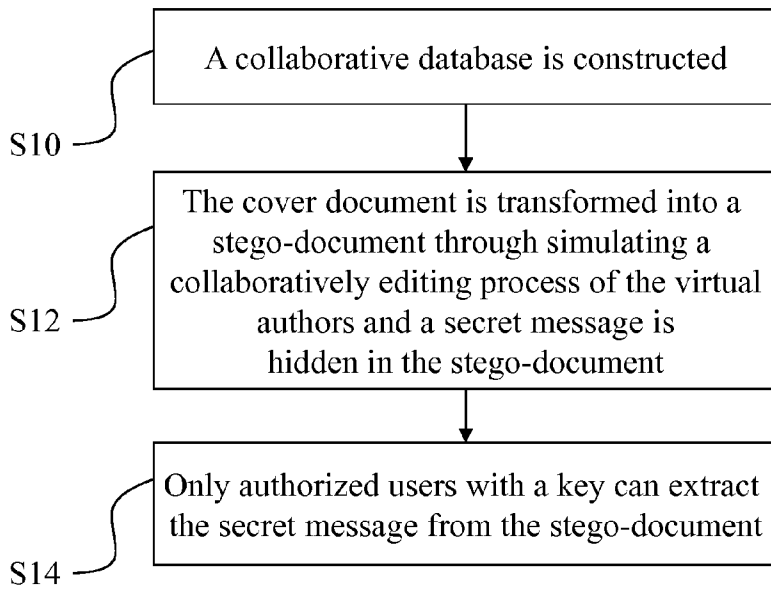 A collaborative database is constructed
S10
The cover document is transformed into a
stego-document through simulating a
collaboratively editing process of the virtual
authors and a secret message is
hidden in the stego-document
S12
Only authorized users with a key can extract
the secret message from the stego-document
S14